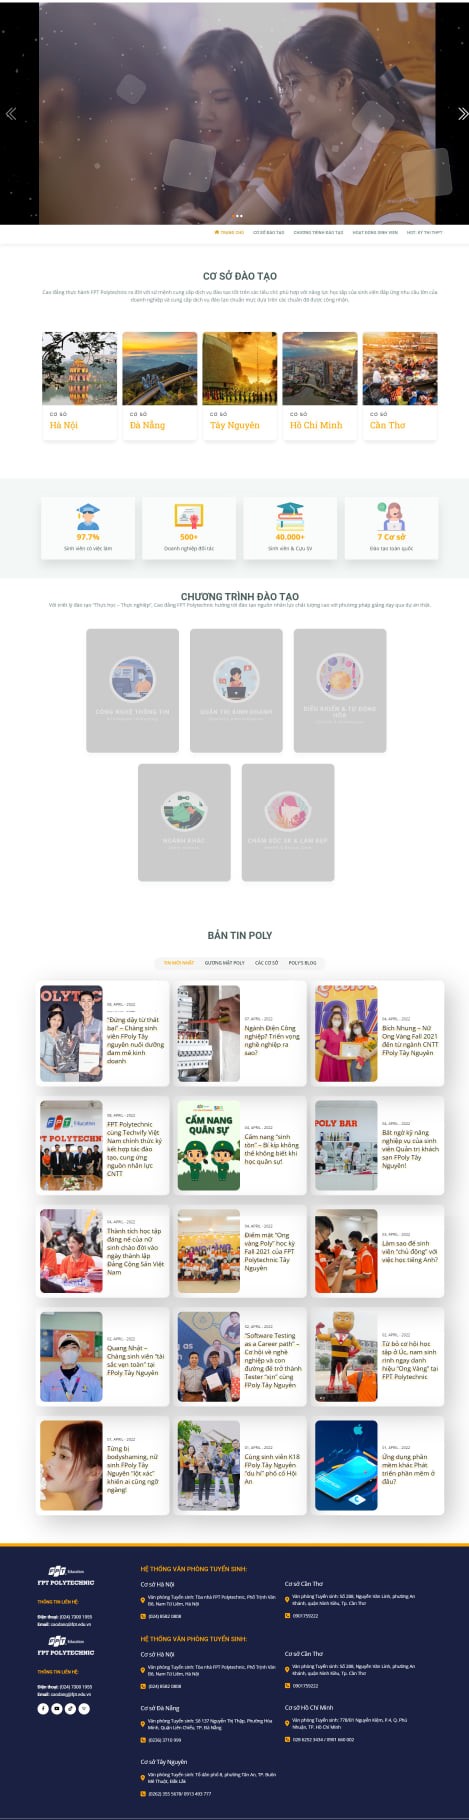 TRANG CHỦ CƠ SỞ ĐÀO TẠO CHƯƠNG TRÌNH ĐÀO TẠO HOẠT ĐỘNG SINH VIÊN HOT: KỲ THI THPT
CƠ SỞ ĐÀO TẠO
Cao đẳng thực hành FPT Polytechnic ra đời với sứ mệnh cung cấp dịch vụ đào tạo tốt trên các tiêu chí: phù hợp với năng lực học tập của sinh viên đáp ứng nhu cầu lớn của
doanh nghiệp và cung cấp dịch vụ đào tạo chuẩn mực dựa trên các chuẩn đã được công nhận.
CƠ SỞ
Hà Nội
CƠ SỞ
Đà Nẵng
CƠ SỞ
Tây Nguyên
CƠ SỞ
Hồ Chí Minh
CƠ SỞ
Cần Thơ
97.7%
Sinh viên có việc làm
500+
Doanh nghiệp đối tác
40.000+
Sinh viên & Cựu SV
7 Cơ sở
Đào tạo toàn quốc
CHƯƠNG TRÌNH ĐÀO TẠO
Với triết lý đào tạo "Thực học – Thực nghiệp", Cao đẳng FPT Polytechnic hướng tới đào tạo nguồn nhân lực chất lượng cao với phương pháp giảng dạy qua dự án thật.
CÔNG NGHỆ THÔNG TIN
QUẢN TRỊ KINH DOANH
ĐIỀU KHIỂN & TỰ ĐỘNG
HÓA
NGÀNH KHÁC
CHĂM SÓC SK & LÀM ĐẸP
BẢN TIN POLY
TIN MỚI NHẤT GƯƠNG MẶT POLY CÁC CƠ SỞ POLY'S BLOG
08, APRIL - 2022
"Đứng dậy từ thất
bại" – Chàng sinh
viên FPoly Tây
nguyên nuôi dưỡng
đam mê kinh
doanh
07, APRIL - 2022
Ngành Điện Công
nghiệp? Triển vọng
nghề nghiệp ra
sao?
06, APRIL - 2022
Bích Nhung – Nữ
Ong Vàng Fall 2021
đến từ ngành CNTT
FPoly Tây Nguyên
FPT Education
POLY BAR
CẨM NANG
QUÂN SỰ
FPT Polytechnic
cùng Techvify Việt
Nam chính thức ký
kết hợp tác đào
tạo, cung ứng
nguồn nhân lực
CNTT
Cẩm nang "sinh
tồn" – Bí kíp không
thể không biết khi
học quân sự!
Bất ngờ kỹ năng
nghiệp vụ của sinh
viên Quản trị khách
sạn FPoly Tây
Nguyên!
04, APRIL - 2022
Thành tích học tập
đáng nể của nữ
sinh chào đời vào
ngày thành lập
Đảng Cộng Sản Việt
Nam
Điểm mặt "Ong
vàng Poly" học kỳ
Fall 2021 của FPT
Polytechnic Tây
Nguyên
Làm sao để sinh
viên "chủ động" với
việc học tiếng Anh?
02, APRIL - 2022
Quang Nhật –
Chàng sinh viên "tài
sắc vẹn toàn" tại
FPoly Tây Nguyên
02, APRIL - 2022
"Software Testing
as a Career path" –
Cơ hội về nghề
nghiệp và con
đường để trở thành
Tester "xịn" cùng
FPoly Tây Nguyên
02, APRIL - 2022
Từ bỏ cơ hội học
tập ở Úc, nam sinh
rinh ngay danh
hiệu "Ong Vàng" tại
FPT Polytechnic
01, APRIL - 2022
Từng bị
bodyshaming, nữ
sinh FPoly Tây
Nguyên "lột xác"
khiến ai cũng ngỡ
ngàng!
01, APRIL - 2022
Cùng sinh viên K18
FPoly Tây Nguyên
"du hí" phố cổ Hội
An
01, APRIL - 2022
Ứng dụng phần
mềm khác Phát
triển phần mềm ở
đâu?
FPT Education
FPT POLYTECHNIC
THÔNG TIN LIÊN HỆ:
Điện thoại: (024) 7300 1955
Email: caodang@fpt.edu.vn
FPT Education
FPT POLYTECHNIC
THÔNG TIN LIÊN HỆ:
Điện thoại: (024) 7300 1955
Email: caodang@fpt.edu.vn
HỆ THỐNG VĂN PHÒNG TUYỂN SINH:
Cơ sở Hà Nội
Văn phòng Tuyển sinh: Tòa nhà FPT Polytechnic, Phố Trịnh Văn
Bô, Nam Từ Liêm, Hà Nội
(024) 8582 0808
Cơ sở Cần Thơ
Văn phòng Tuyển sinh: Số 288, Nguyễn Văn Linh, phường An
Khánh, quận Ninh Kiều, Tp. Cần Thơ
0901759222
HỆ THỐNG VĂN PHÒNG TUYỂN SINH:
Cơ sở Hà Nội
Văn phòng Tuyển sinh: Tòa nhà FPT Polytechnic, Phố Trịnh Văn
Bô, Nam Từ Liêm, Hà Nội
(024) 8582 0808
Cơ sở Cần Thơ
Văn phòng Tuyển sinh: Số 288, Nguyễn Văn Linh, phường An
Khánh, quận Ninh Kiều, Tp. Cần Thơ
0901759222
Cơ sở Đà Nẵng
Văn phòng Tuyển sinh: Số 137 Nguyễn Thị Thập, Phường Hòa
Minh, Quận Liên Chiểu, TP. Đà Nẵng
(0236) 3710 999
Cơ sở Hồ Chí Minh
Văn phòng Tuyển sinh: 778/B1 Nguyễn Kiệm, P.4, Q. Phú
Nhuận, TP. Hồ Chí Minh
028 6252 3434 / 0901 660 002
Cơ sở Tây Nguyên
Văn phòng Tuyển sinh: Tổ dân phố 8, phường Tân An, TP. Buôn
Mê Thuột, Đắk Lắk
(0262) 355 5678/ 0913 493 777